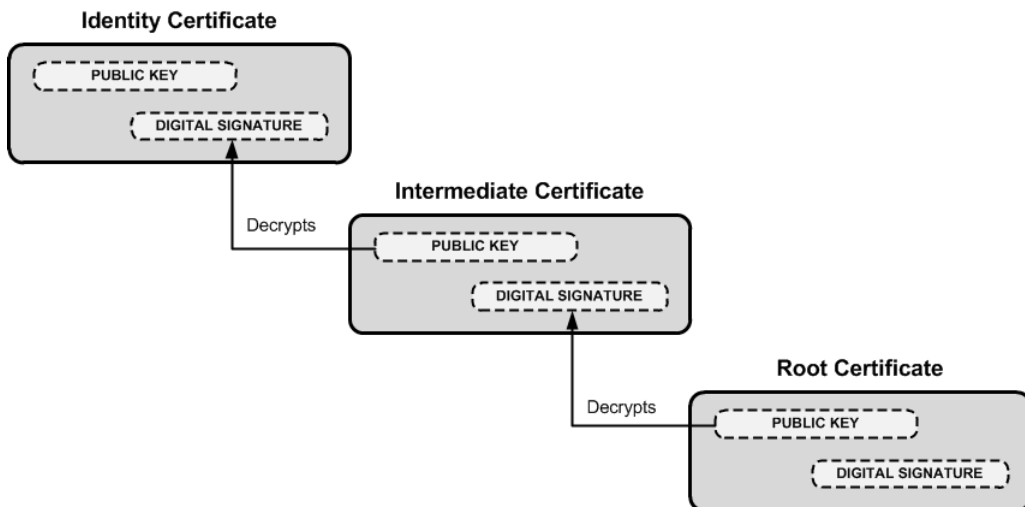 Identity Certificate
PUBLIC KEY
DIGITAL SIGNATURE
Intermediate Certificate
Decrypts
PUBLIC KEY
DIGITAL SIGNATURE
Root Certificate
Decrypts
PUBLIC KEY
DIGITAL SIGNATURE